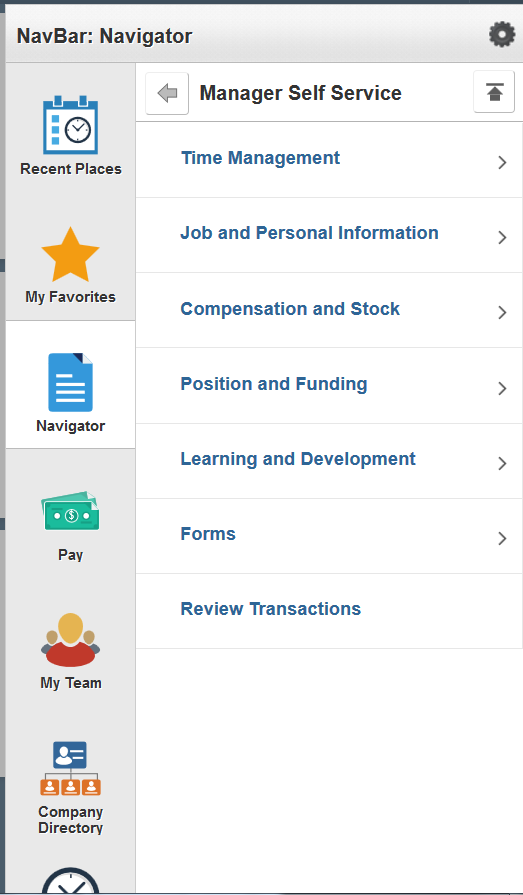 NavBar: Navigator
Recent Places
My Favorites
Navigator
Pay
My Team
Company
Directory
Manager Self Service
Time Management
Job and Personal Information
Compensation and Stock
Position and Funding
Learning and Development
Forms
Review Transactions